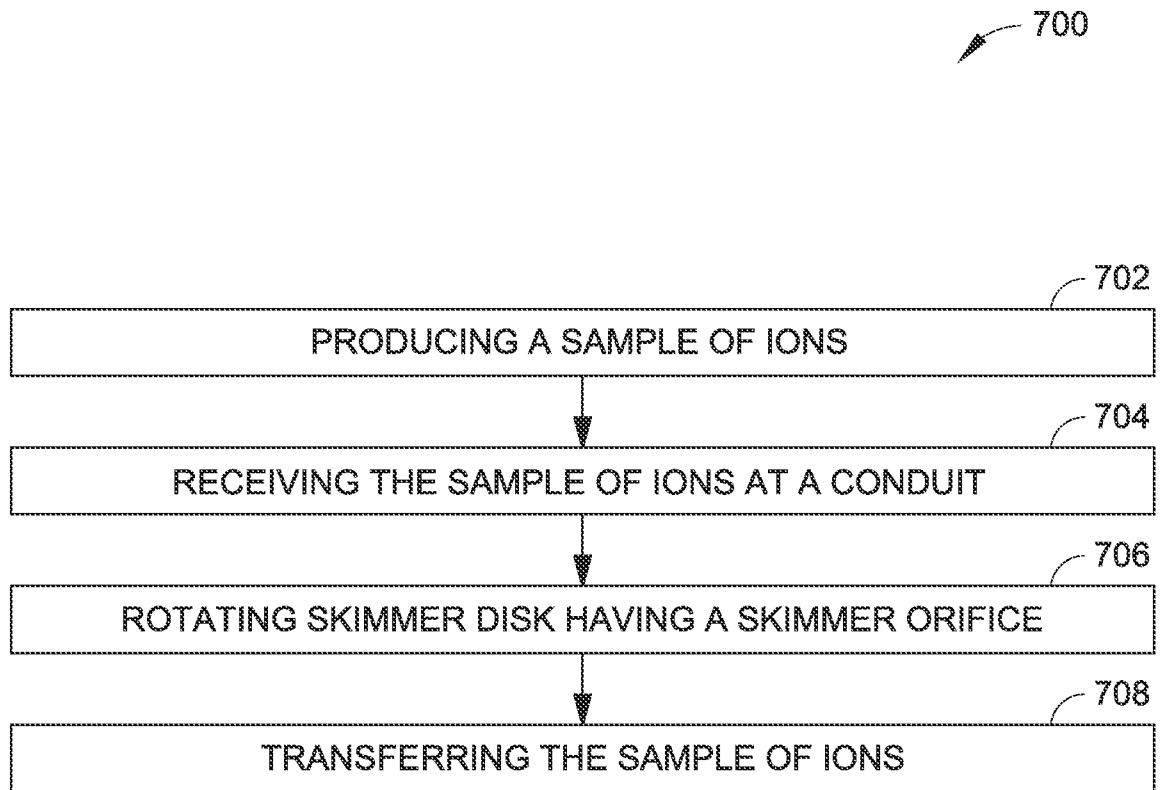 700
702
PRODUCING A SAMPLE OF IONS
704
RECEIVING THE SAMPLE OF IONS AT A CONDUIT
706
ROTATING SKIMMER DISK HAVING A SKIMMER ORIFICE
708
TRANSFERRING THE SAMPLE OF IONS